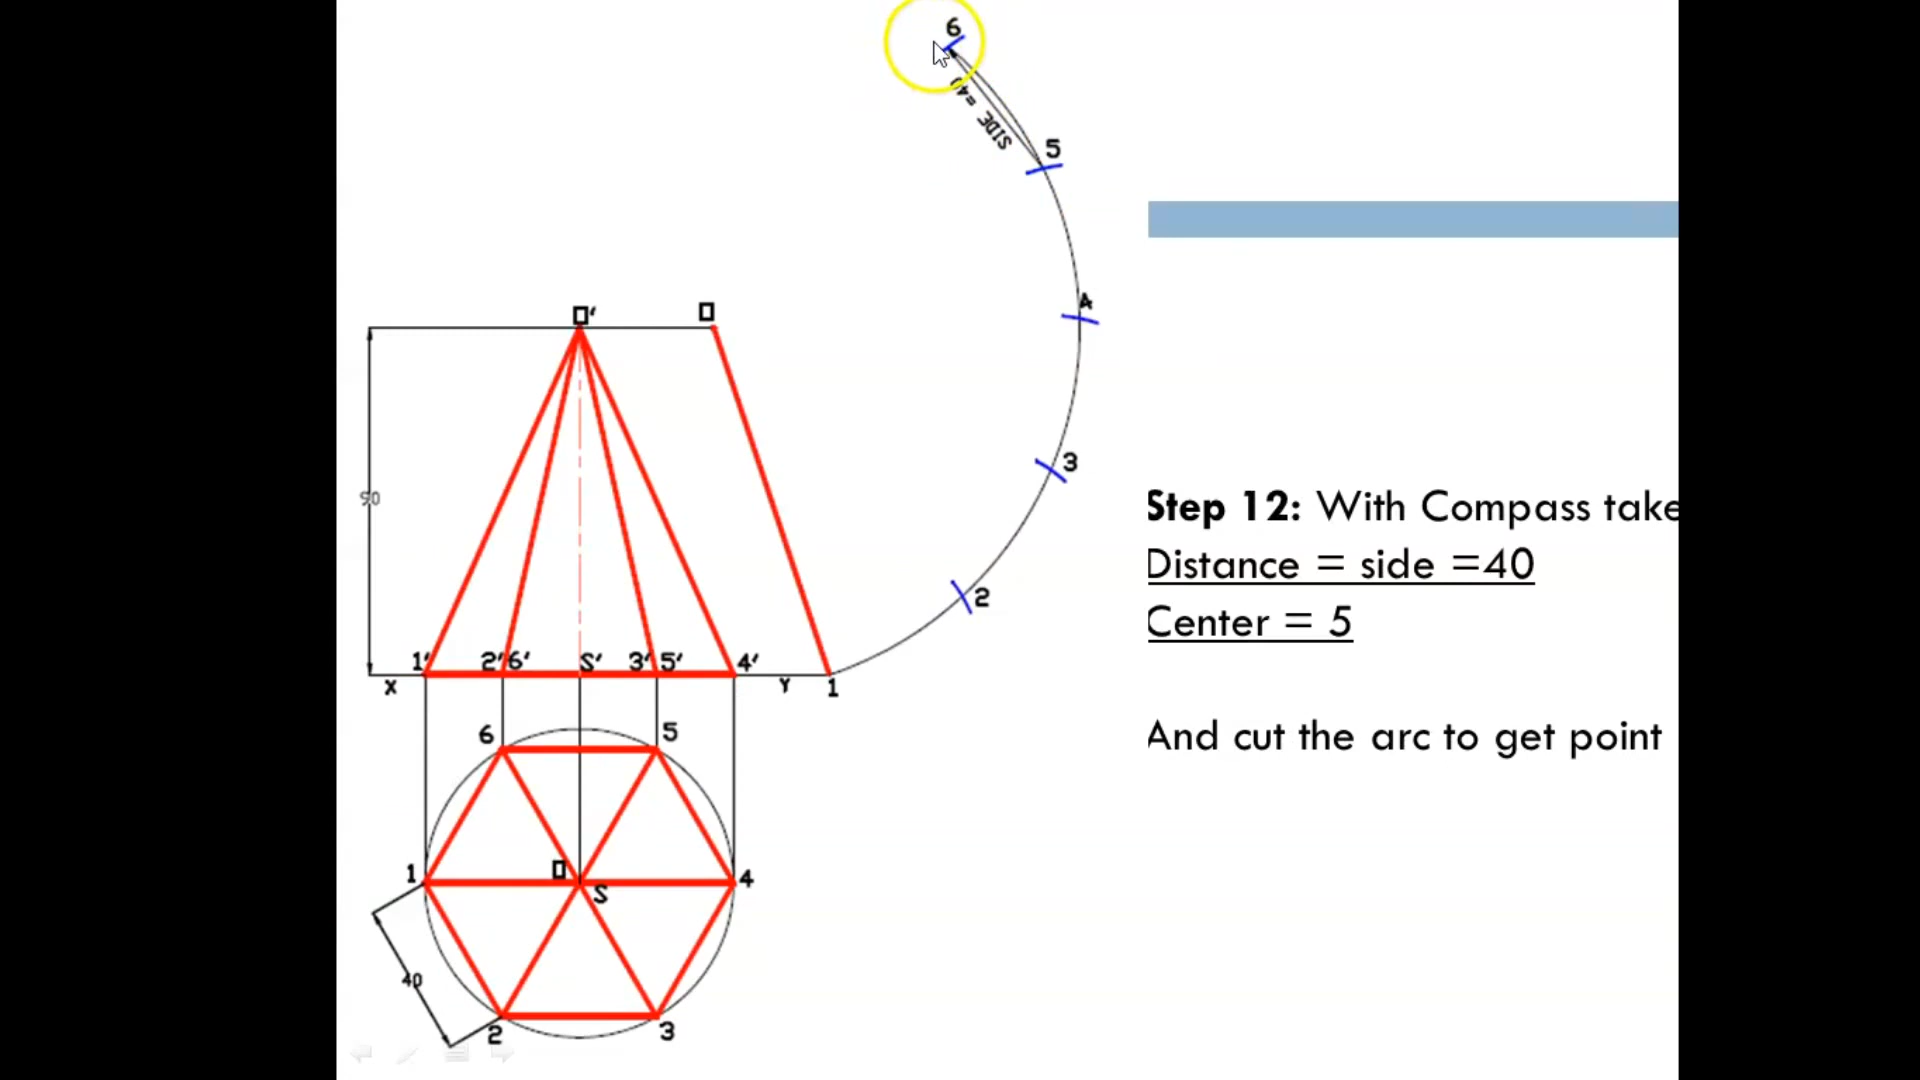 6
SIDE =40
5
4
3
2
1
O'
O
90
1' 2' 6' S' 3' 5' 4'
X Y
6 5
1 O S 4
40
2 3
Step 12: With Compass take
Distance = side =40
Center = 5
And cut the arc to get point